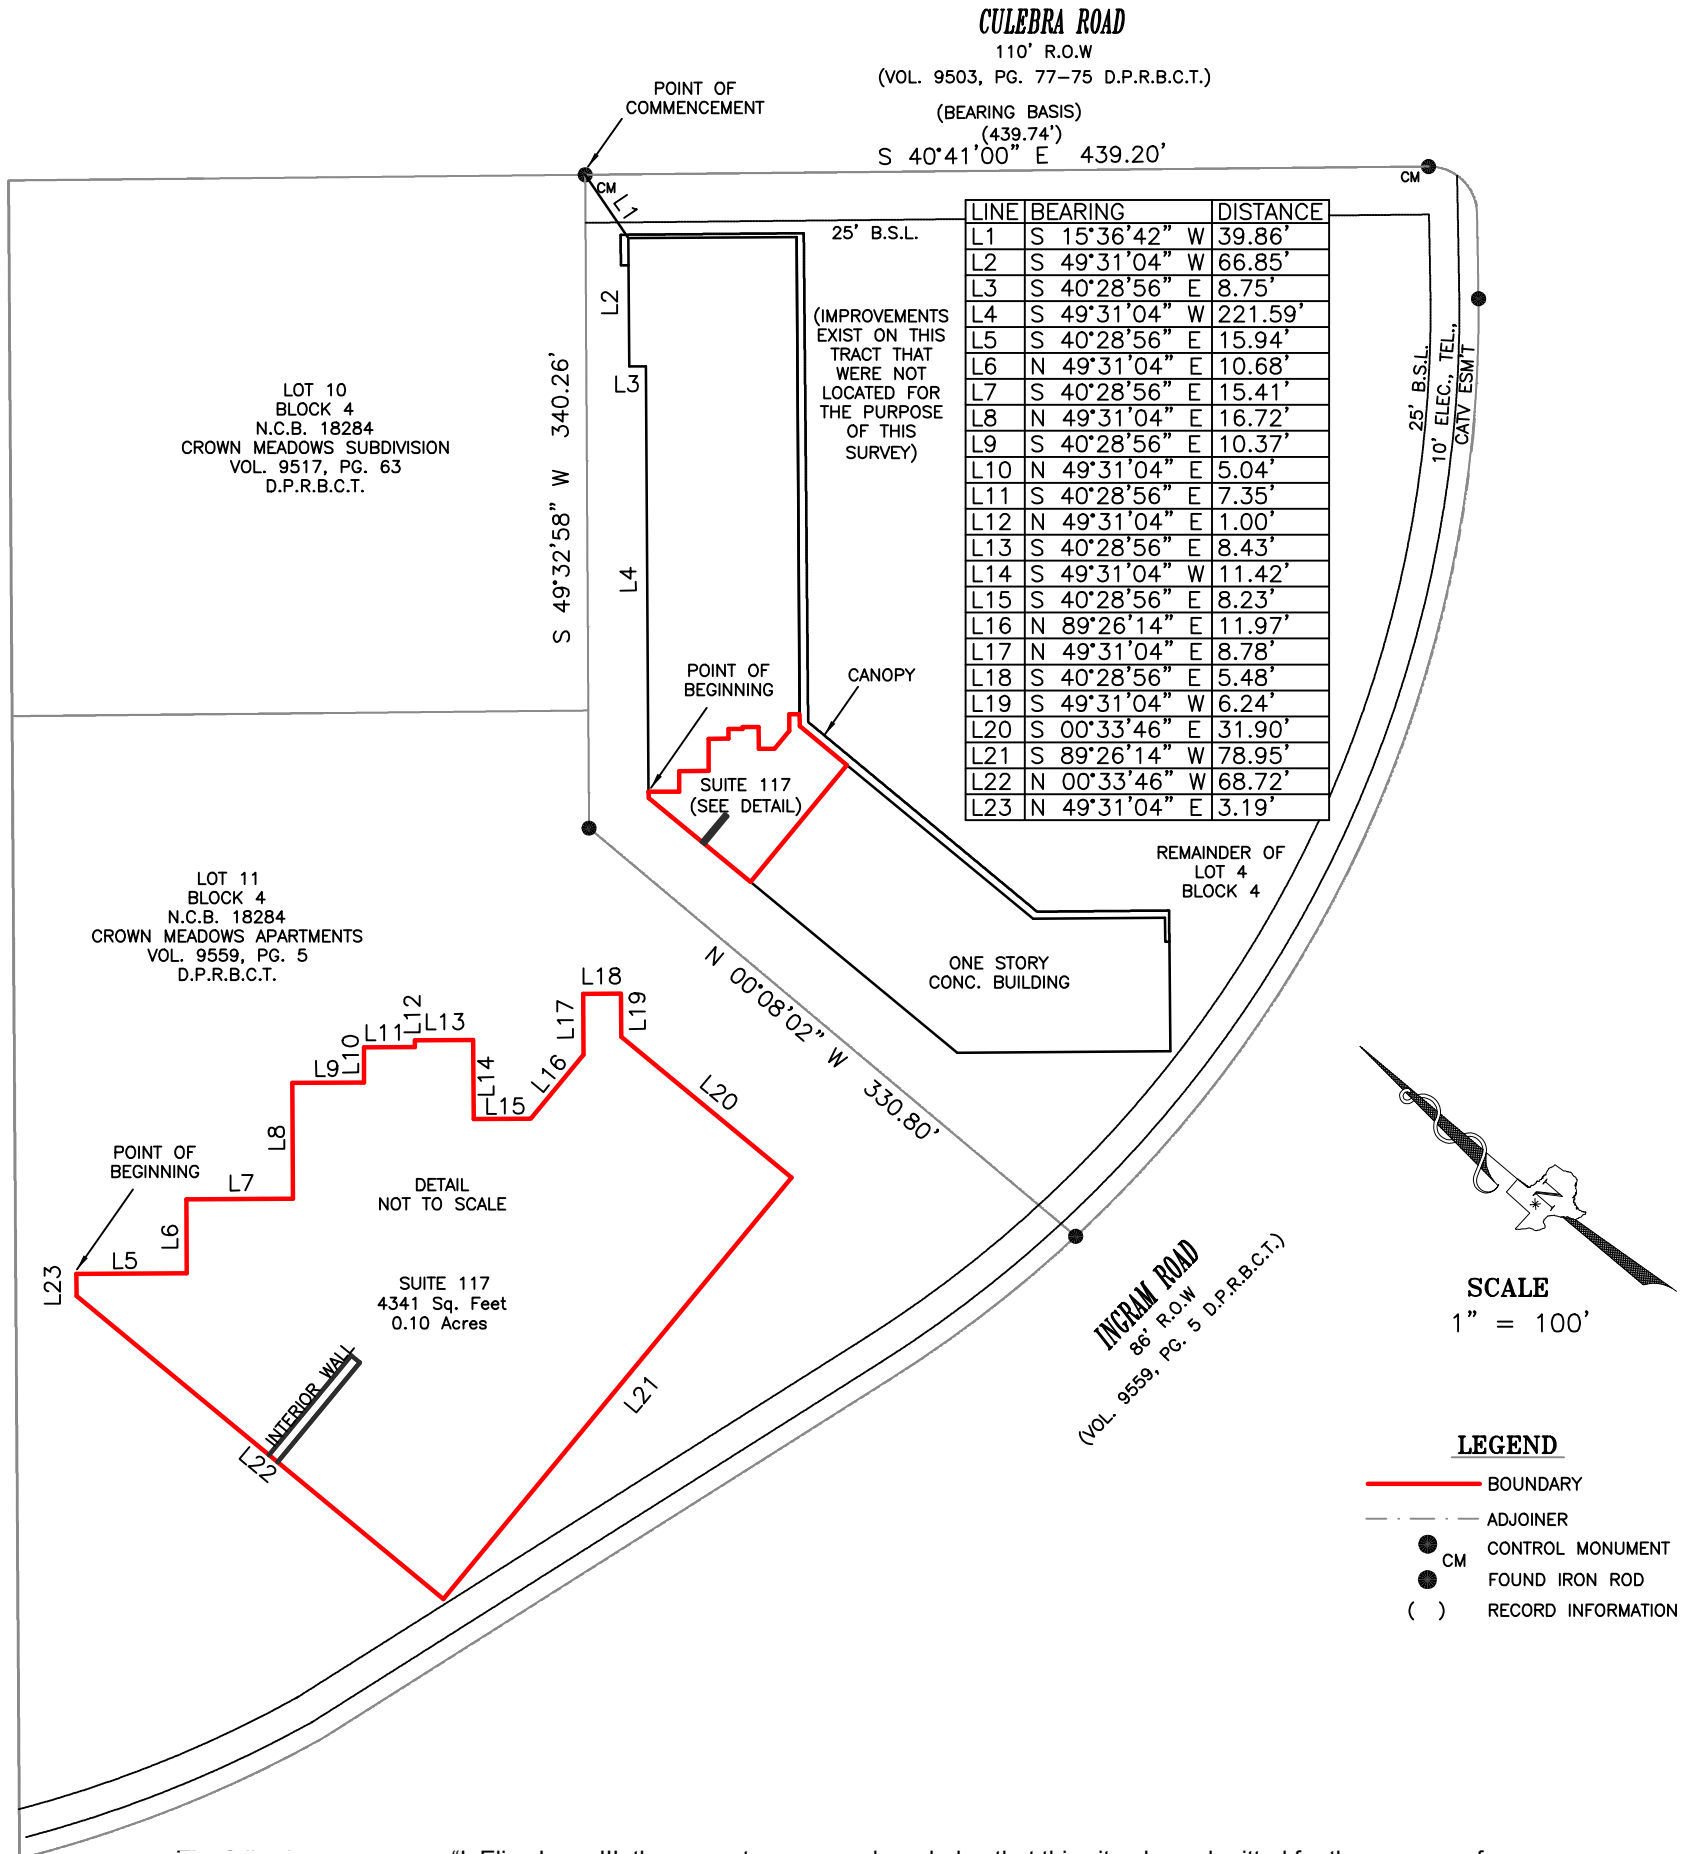 CULEBRA ROAD
110' R.O.W
(VOL. 9503, PG. 77-75 D.P.R.B.C.T.)
(BEARING BASIS)
(439.74')
S 40°41'00" E 439.20'
POINT OF
COMMENCEMENT
CM
CM
L1
25' B.S.L.
L2
L3
L4
S 49°32'58" W 340.26'
(IMPROVEMENTS
EXIST ON THIS
TRACT THAT
WERE NOT
LOCATED FOR
THE PURPOSE
OF THIS
SURVEY)
LINE BEARING DISTANCE
L1 S 15°36'42" W 39.86'
L2 S 49°31'04" W 66.85'
L3 S 40°28'56" E 8.75'
L4 S 49°31'04" W 221.59'
L5 S 40°28'56" E 15.94'
L6 N 49°31'04" E 10.68'
L7 S 40°28'56" E 15.41'
L8 N 49°31'04" E 16.72'
L9 S 40°28'56" E 10.37'
L10 N 49°31'04" E 5.04'
L11 S 40°28'56" E 7.35'
L12 N 49°31'04" E 1.00'
L13 S 40°28'56" E 8.43'
L14 S 49°31'04" W 11.42'
L15 S 40°28'56" E 8.23'
L16 N 89°26'14" E 11.97'
L17 N 49°31'04" E 8.78'
L18 S 40°28'56" E 5.48'
L19 S 49°31'04" W 6.24'
L20 S 00°33'46" E 31.90'
L21 S 89°26'14" W 78.95'
L22 N 00°33'46" W 68.72'
L23 N 49°31'04" E 3.19'
25' B.S.L.
10' ELEC., TEL.,
CATV ESM'T
LOT 10
BLOCK 4
N.C.B. 18284
CROWN MEADOWS SUBDIVISION
VOL. 9517, PG. 63
D.P.R.B.C.T.
POINT OF
BEGINNING
CANOPY
SUITE 117
(SEE DETAIL)
REMAINDER OF
LOT 4
BLOCK 4
LOT 11
BLOCK 4
N.C.B. 18284
CROWN MEADOWS APARTMENTS
VOL. 9559, PG. 5
D.P.R.B.C.T.
ONE STORY
CONC. BUILDING
N 00°08'02" W 330.80'
L18
L17
L19
L12
L11
L13
L10
L9
L14
L16
L15
L20
L8
POINT OF
BEGINNING
L7
DETAIL
NOT TO SCALE
L6
L5
L23
SUITE 117
4341 Sq. Feet
0.10 Acres
INTERIOR WALL
L22
L21
INGRAM ROAD
86' R.O.W
(VOL. 9559, PG. 5 D.P.R.B.C.T.)
N
SCALE
1" = 100'
LEGEND
BOUNDARY
ADJOINER
CM CONTROL MONUMENT
FOUND IRON ROD
( ) RECORD INFORMATION